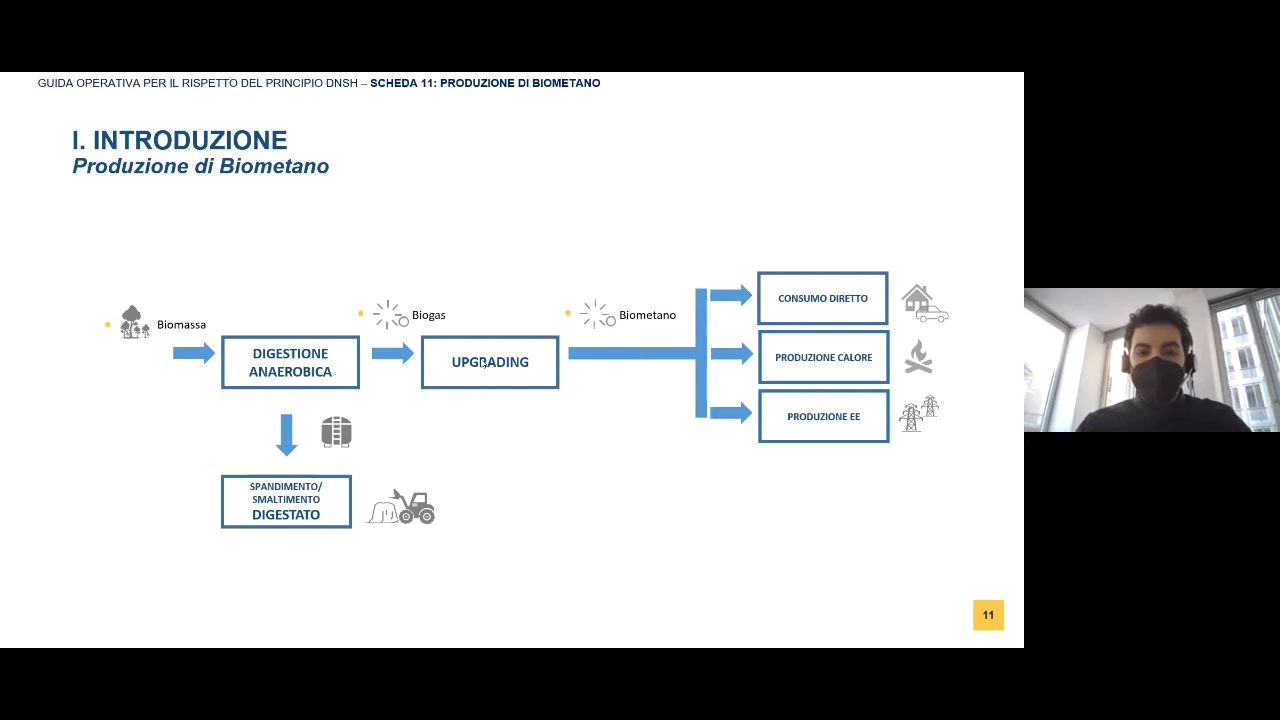 GUIDA OPERATIVA PER IL RISPETTO DEL PRINCIPIO DNSH – SCHEDA 11: PRODUZIONE DI BIOMETANO
I. INTRODUZIONE
Produzione di Biometano
Biomassa
DIGESTIONE
ANAEROBICA
Biogas
UPGRADING
Biometano
CONSUMO DIRETTO
PRODUZIONE CALORE
PRODUZIONE EE
SPANDIMENTO/
SMALTIMENTO
DIGESTATO
11